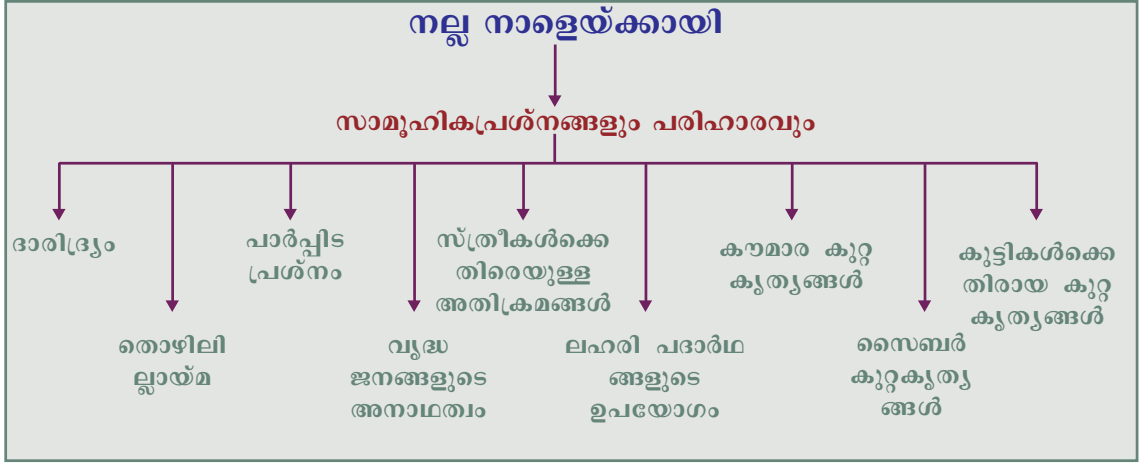 നല്ല നാളെയ്ക്കായി
സാമൂഹികപ്രശ്നങ്ങളും പരിഹാരവും
ദാരിദ്ര്യം
തൊഴിലി
ല്ലായ്മ
പാർപ്പിട
പ്രശ്നം
വൃദ്ധ
ജനങ്ങളുടെ
അനാഥത്വം
സ്ത്രീകൾക്കെ
തിരെയുള്ള
അതിക്രമങ്ങൾ
ലഹരി പദാർഥ
ങ്ങളുടെ
ഉപയോഗം
കൗമാര കുറ്റ
കൃത്യങ്ങൾ
സൈബർ
കുറ്റകൃത്യ
ങ്ങൾ
കുട്ടികൾക്കെ
തിരായ കുറ്റ
കൃത്യങ്ങൾ